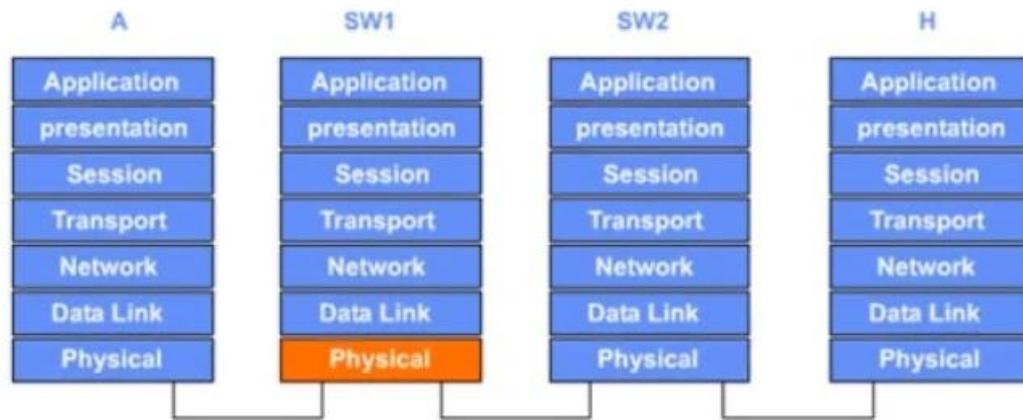 A SW1 SW2 H
Application Application Application Application
presentation presentation presentation presentation
Session Session Session Session
Transport Transport Transport Transport
Network Network Network Network
Data Link Data Link Data Link Data Link
Physical Physical Physical Physical